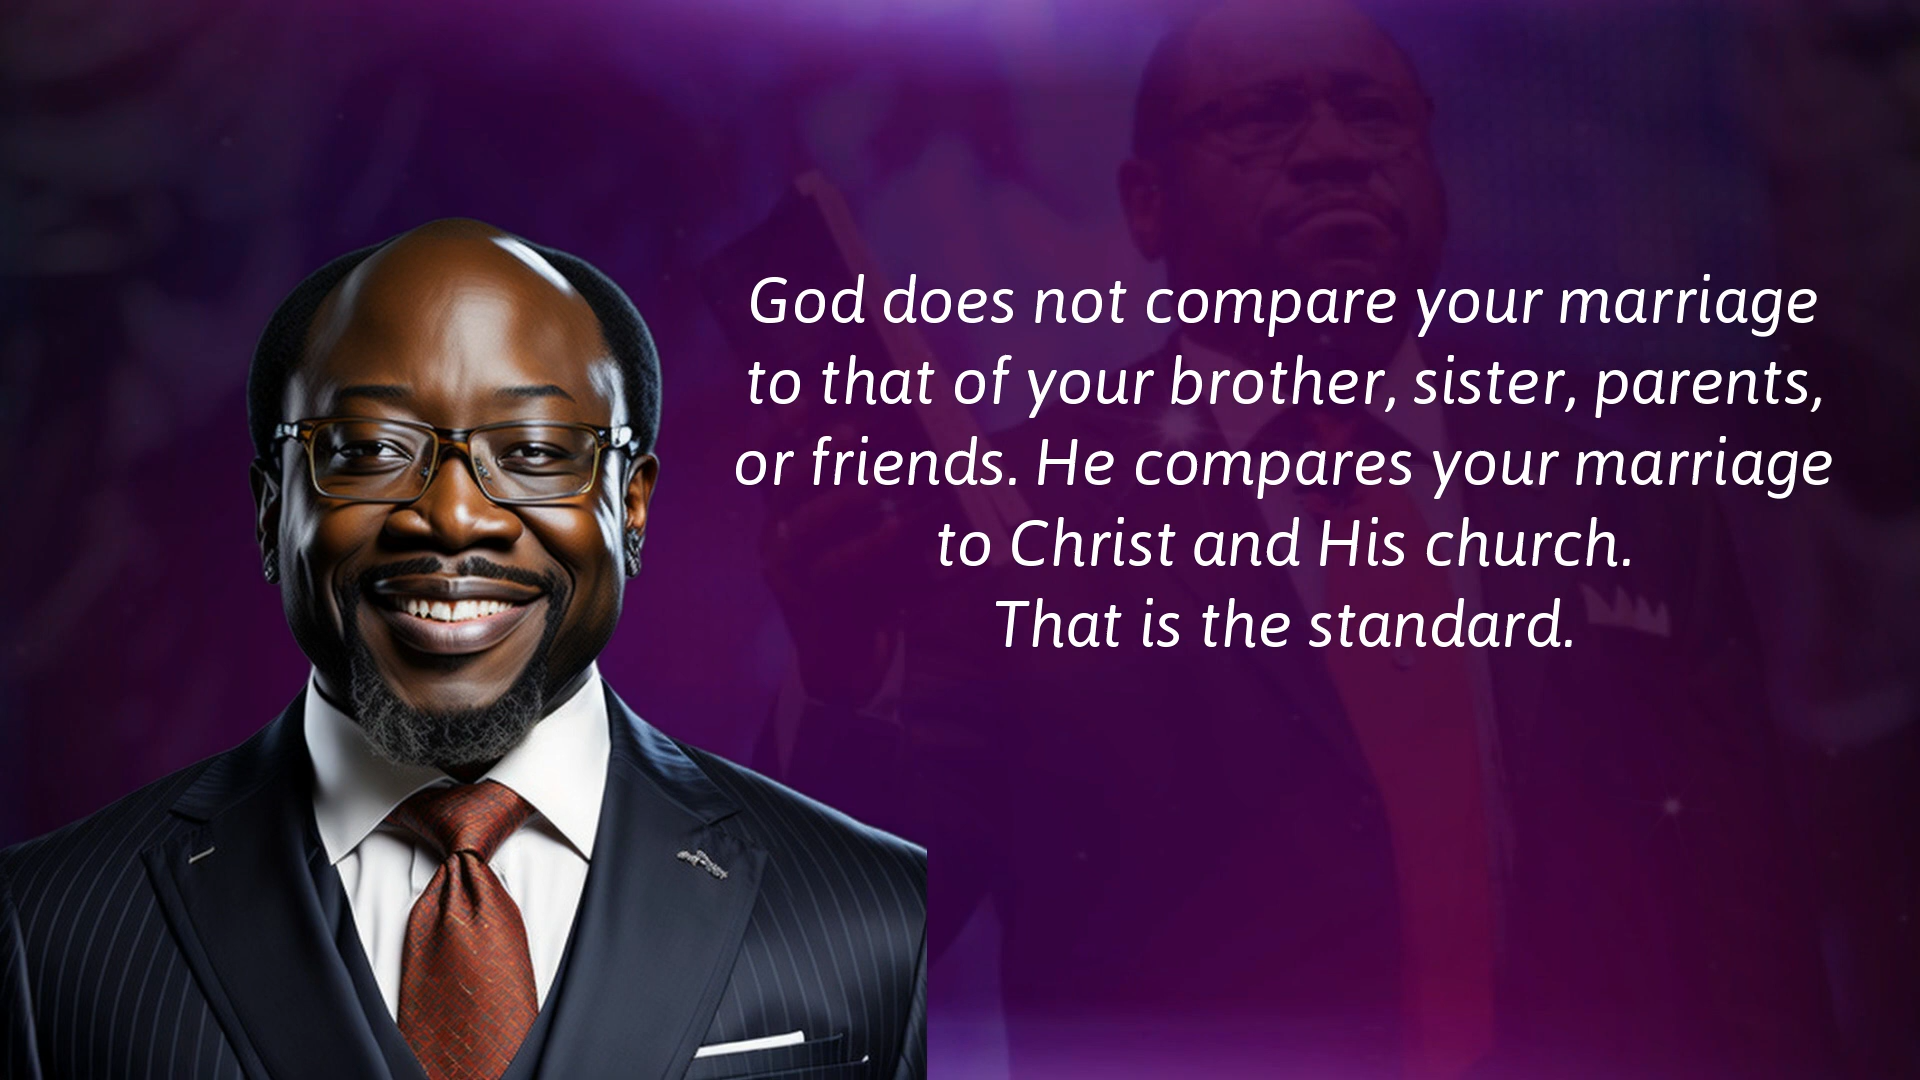 God does not compare your marriage
to that of your brother, sister, parents,
or friends. He compares your marriage
to Christ and His church.
That is the standard.